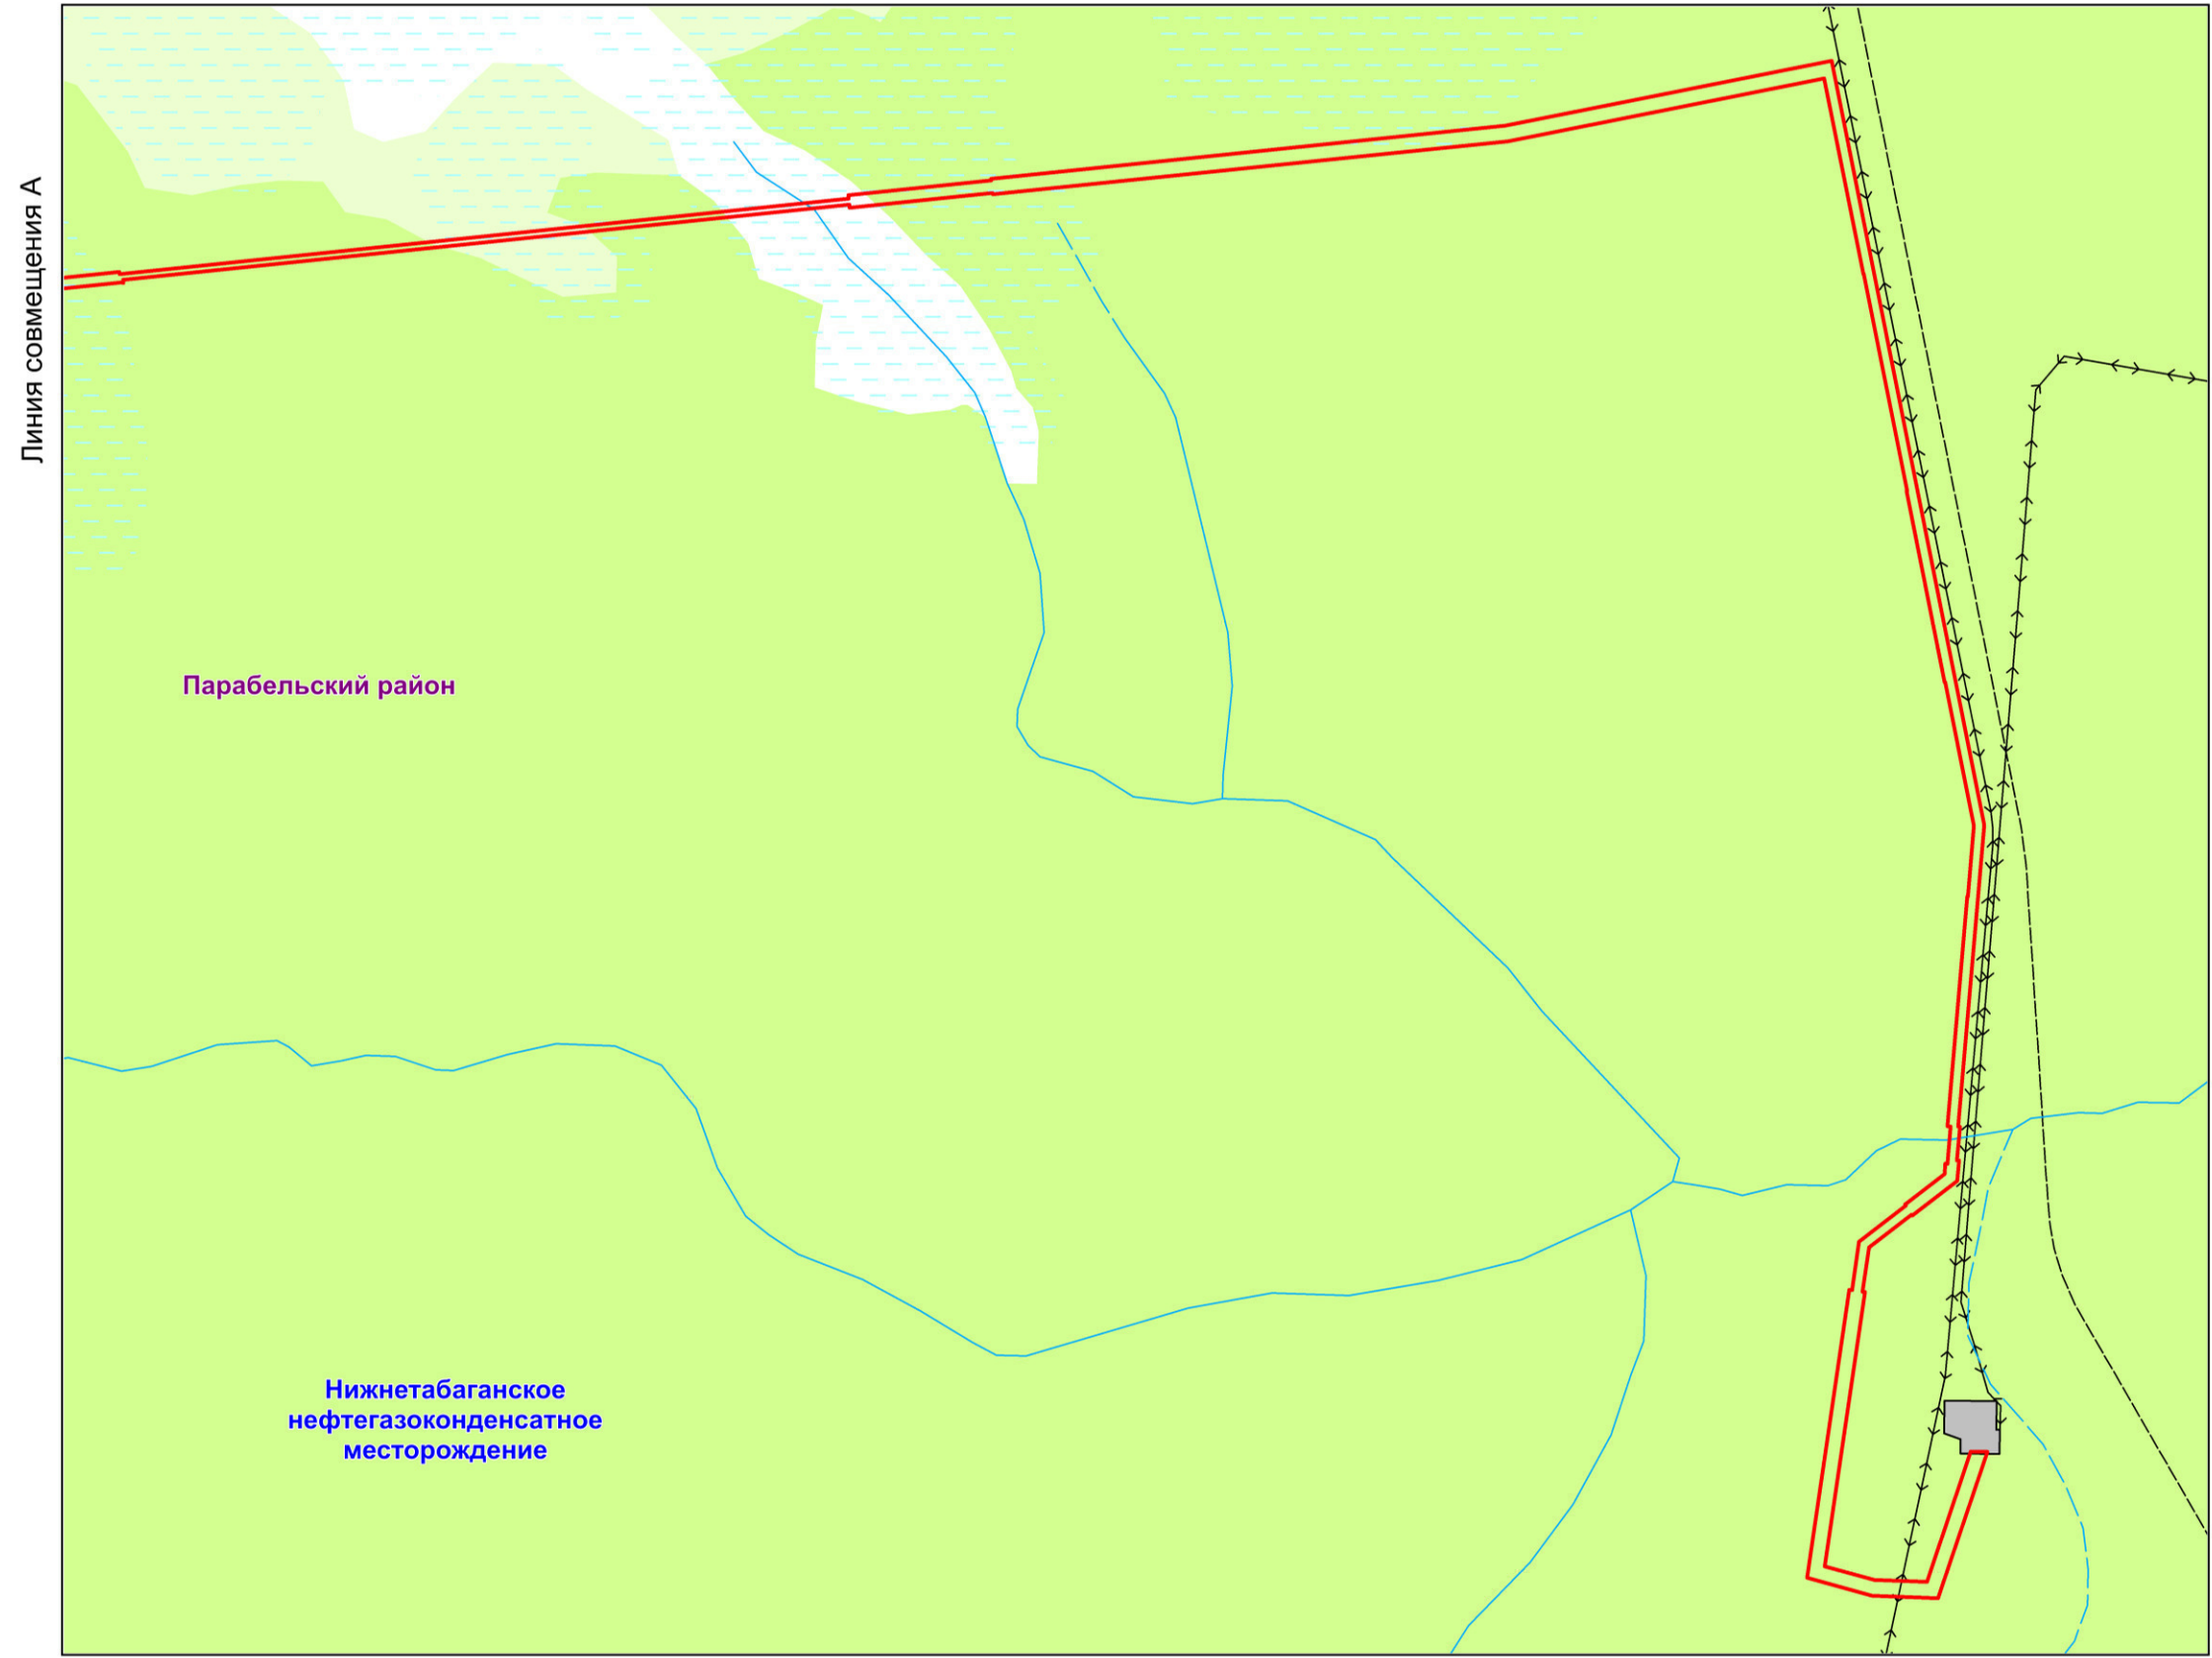 Линия совмещения А
Парабельский район
Нижнетабаганское
нефтегазоконденсатное
месторождение